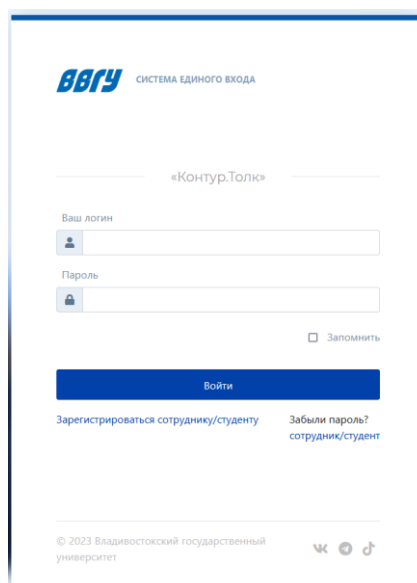 ВВГУ СИСТЕМА ЕДИНОГО ВХОДА
«Контур.Толк»
Ваш логин
Пароль
Запомнить
Войти
Зарегистрироваться сотруднику/студенту
Забыли пароль?
сотрудник/студент
© 2023 Владивостокский государственный
университет